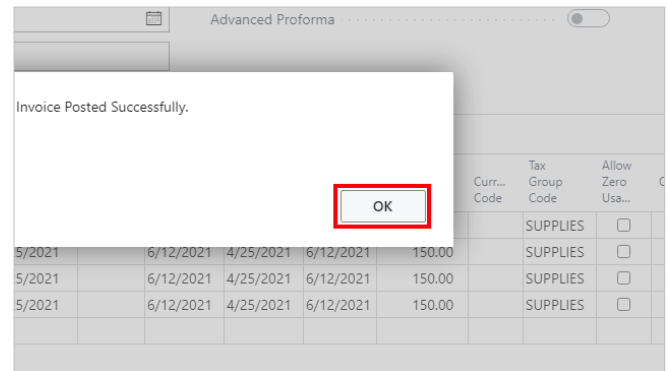 Advanced Proforma
Invoice Posted Successfully.
OK
Curr... Code Tax Group Code Allow Zero Usa...
SUPPLIES
5/2021 6/12/2021 4/25/2021 6/12/2021 150.00 SUPPLIES
5/2021 6/12/2021 4/25/2021 6/12/2021 150.00 SUPPLIES
5/2021 6/12/2021 4/25/2021 6/12/2021 150.00 SUPPLIES